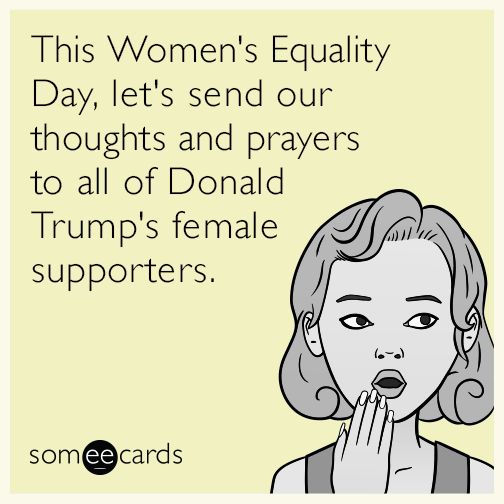 This Women's Equality
Day, let's send our
thoughts and prayers
to all of Donald
Trump's female
supporters.
someecards